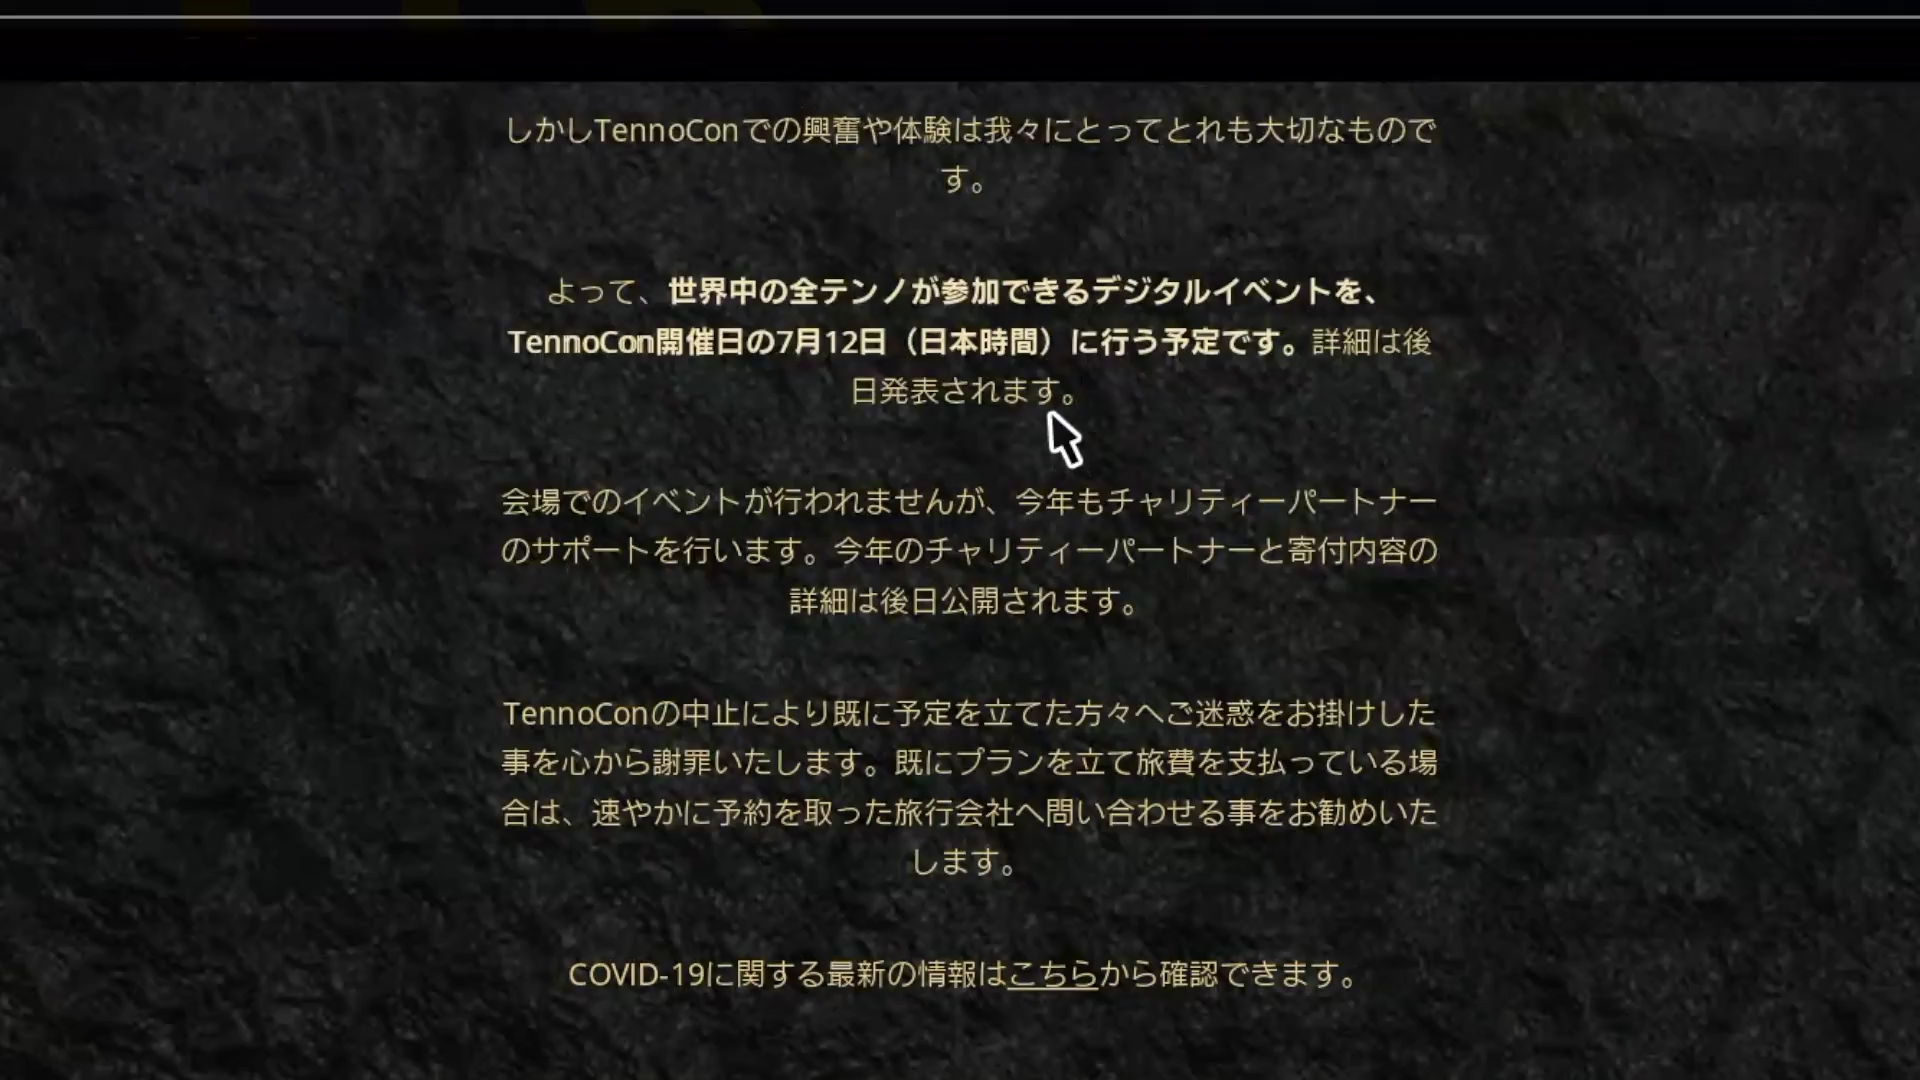 しかしTennoConでの興奮や体験は我々にとってとれも大切なもので
す。
よって、世界中の全テンノが参加できるデジタルイベントを、
TennoCon開催日の7月12日（日本時間）に行う予定です。詳細は後
日発表されます。
会場でのイベントが行われませんが、今年もチャリティーパートナー
のサポートを行います。今年のチャリティーパートナーと寄付内容の
詳細は後日公開されます。
TennoConの中止により既に予定を立てた方々へご迷惑をお掛けした
事を心から謝罪いたします。既にプランを立て旅費を支払っている場
合は、速やかに予約を取った旅行会社へ問い合わせる事をお勧めいた
します。
COVID-19に関する最新の情報はこちらから確認できます。